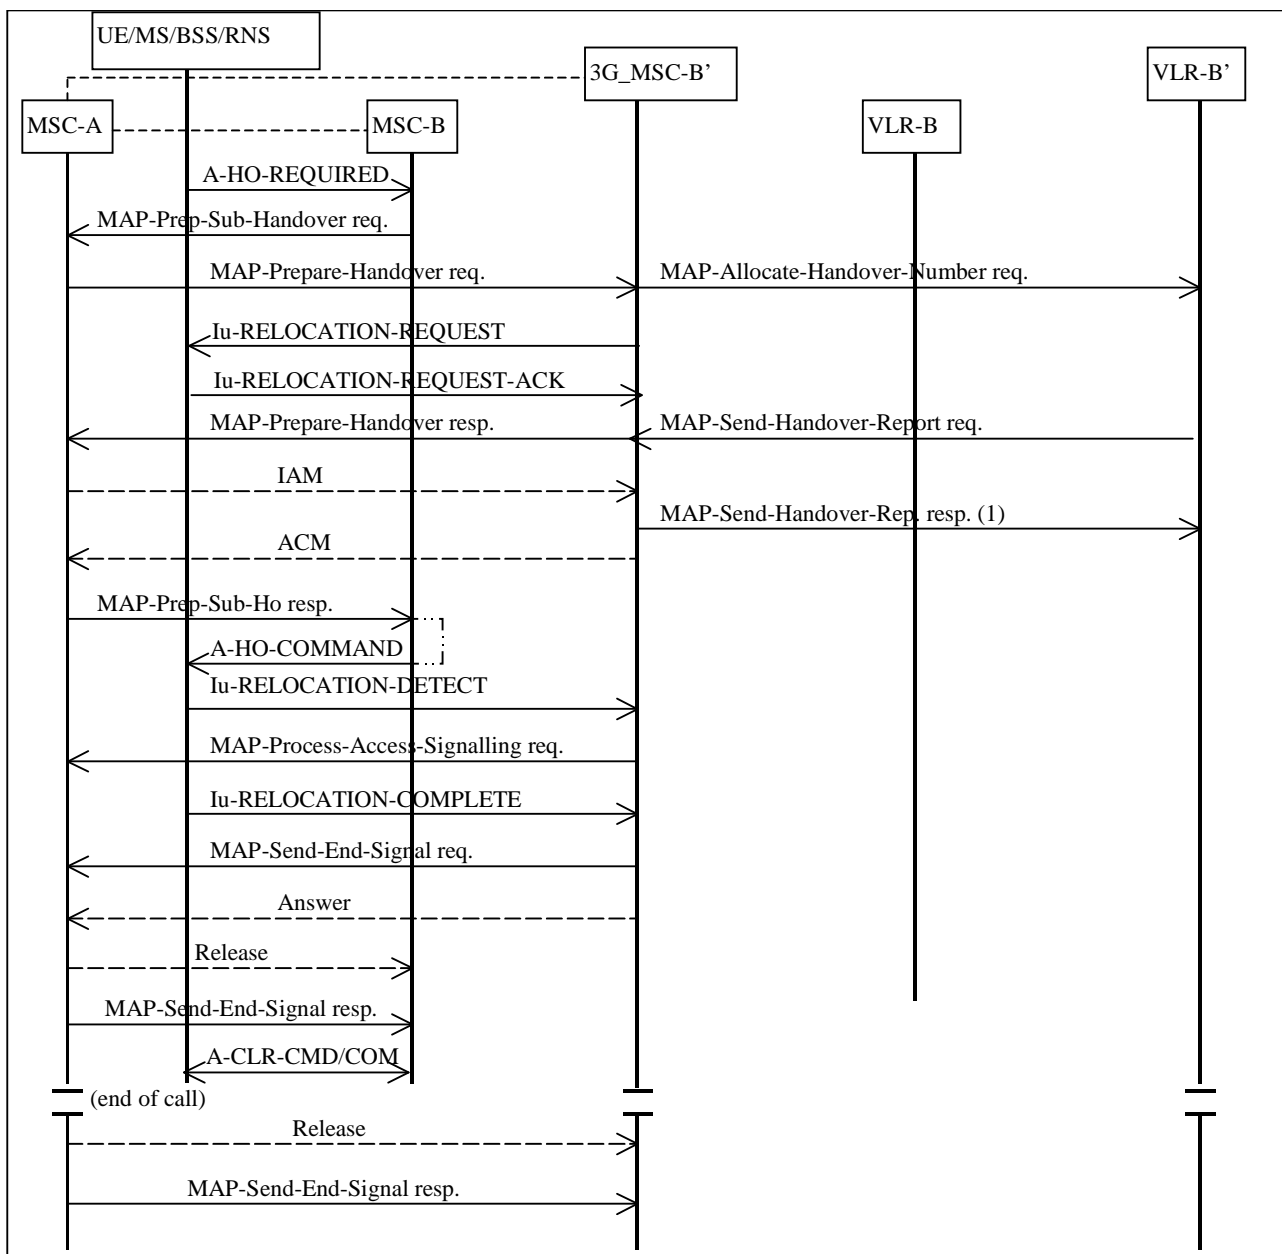 UE/MS/BSS/RNS
3G_MSC-B’
VLR-B’
MSC-A
MSC-B
VLR-B
A-HO-REQUIRED
MAP-Prep-Sub-Handover req.
MAP-Prepare-Handover req.
MAP-Allocate-Handover-Number req.
Iu-RELOCATION-REQUEST
Iu-RELOCATION-REQUEST-ACK
MAP-Prepare-Handover resp.
MAP-Send-Handover-Report req.
IAM
MAP-Send-Handover-Rep. resp. (1)
ACM
MAP-Prep-Sub-Ho resp.
A-HO-COMMAND
Iu-RELOCATION-DETECT
MAP-Process-Access-Signalling req.
Iu-RELOCATION-COMPLETE
MAP-Send-End-Signal req.
Answer
Release
MAP-Send-End-Signal resp.
A-CLR-CMD/COM
(end of call)
Release
MAP-Send-End-Signal resp.